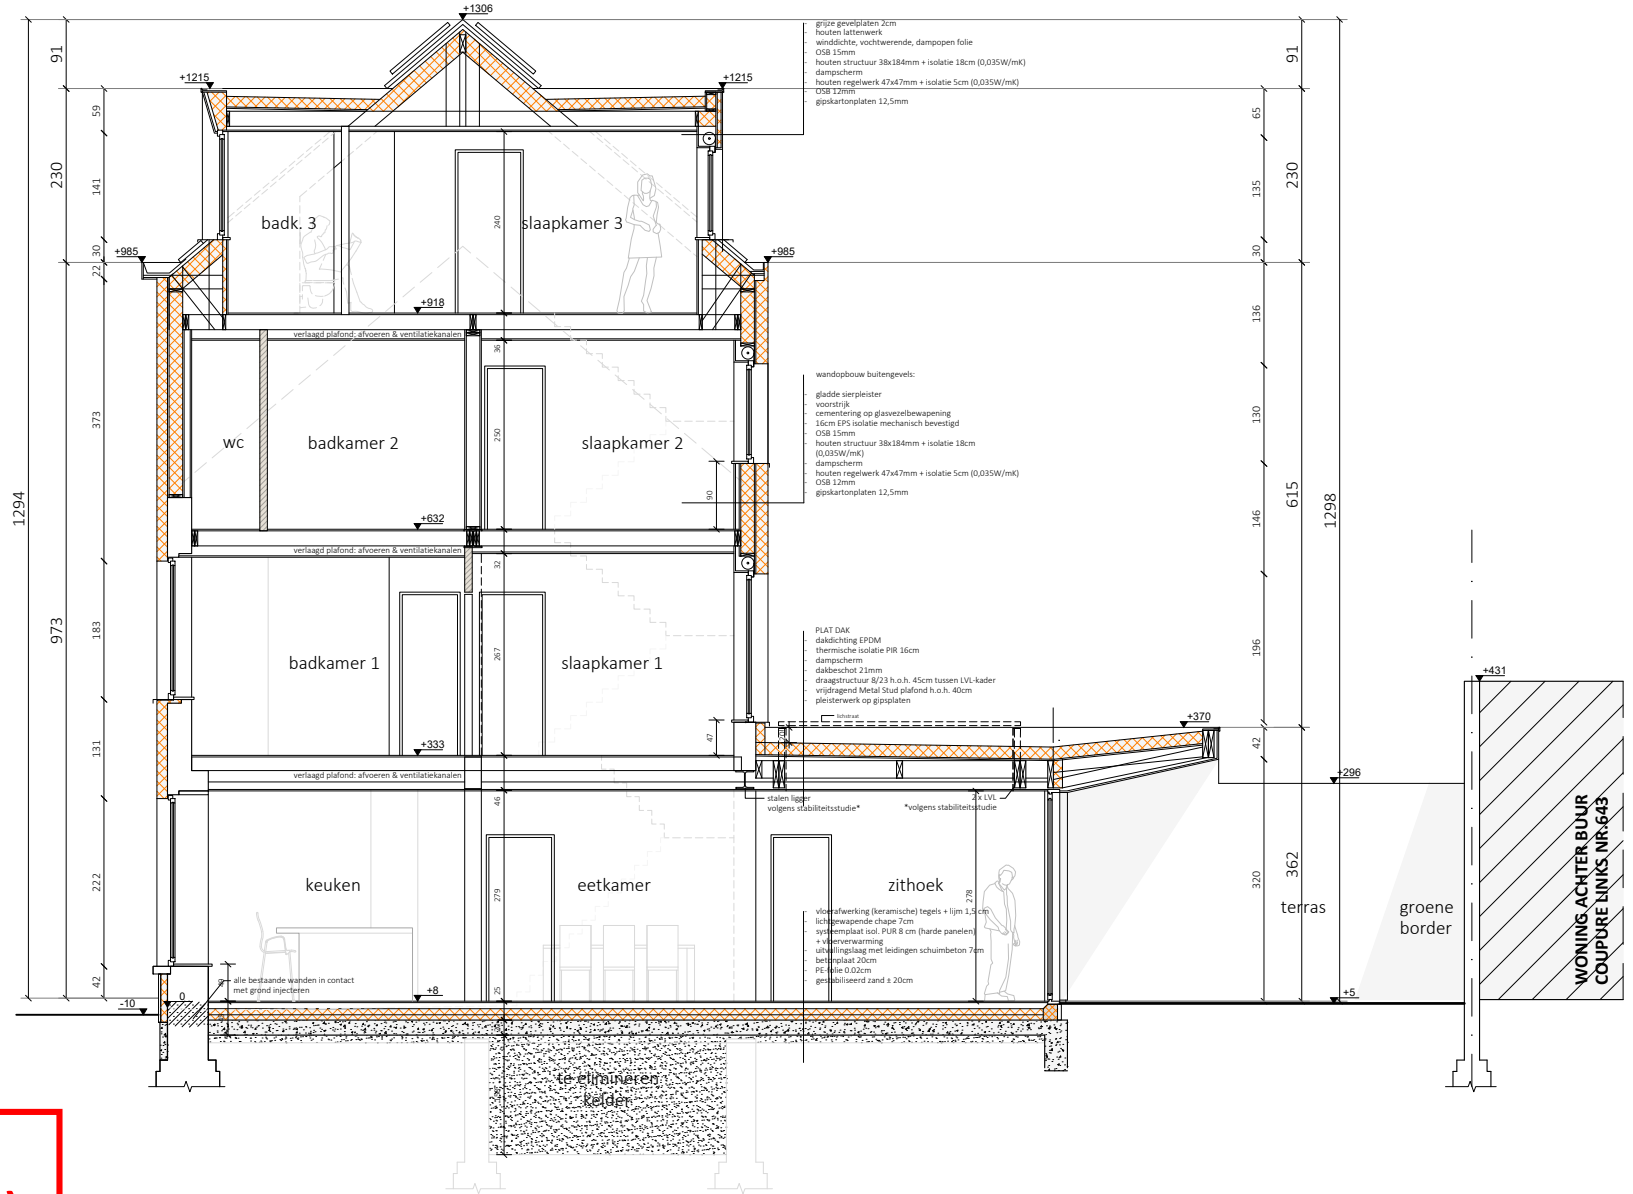 +1306
grijze gevelplaten 2cm
houten lattenwerk
winddichte, vochtwerende, dampopen folie
OSB 15mm
houten structuur 38x184mm + isolatie 18cm (0,035W/mK)
dampscherm
houten regelwerk 47x47mm + isolatie 5cm (0,035W/mK)
OSB 12mm
gipskartonplaten 12,5mm
91
91
+1215
+1215
59
65
230
230
141
135
badk. 3
240
slaapkamer 3
30
30
22
+985
+985
+918
136
verlaagd plafond: afvoeren & ventilatiekanalen
36
wandopbouw buitengevels:
gladde sierpleister
voorstrijk
cementering op glasvezelbewapening
16cm EPS isolatie mechanisch bevestigd
OSB 15mm
houten structuur 38x184mm + isolatie 18cm
(0,035W/mK)
dampscherm
houten regelwerk 47x47mm + isolatie 5cm (0,035W/mK)
OSB 12mm
gipskartonplaten 12,5mm
373
130
wc
badkamer 2
250
slaapkamer 2
90
1294
615
1298
146
+632
verlaagd plafond: afvoeren & ventilatiekanalen
32
973
183
196
badkamer 1
267
slaapkamer 1
PLAT DAK
dakdichting EPDM
thermische isolatie PIR 16cm
dampscherm
dakbeschot 21mm
draagstructuur 8/23 h.o.h. 45cm tussen LVL-kader
vrijdragend Metal Stud plafond h.o.h. 40cm
pleisterwerk op gipsplaten
+431
lichtstraat
+370
47
131
+333
42
verlaagd plafond: afvoeren & ventilatiekanalen
+296
46
stalen ligger
volgens stabiliteitsstudie*
2 x LVL
*volgens stabiliteitsstudie
WONING ACHTER BUUR
COUPURE LINKS NR.643
222
keuken
279
eetkamer
zithoek
278
320
362
terras
groene
border
vloerafwerking (keramische) tegels + lijm 1,5 cm
lichtgewapende chape 7cm
systeemplaat isol. PUR 8 cm (harde panelen)
+ vloerverwarming
uitvullingslaag met leidingen schuimbeton 7cm
betonplaat 20cm
PE-folie 0.02cm
gestabiliseerd zand ± 20cm
42
alle bestaande wanden in contact
met grond injecteren
+8
25
0
-10
+5
te elimineren
kelder